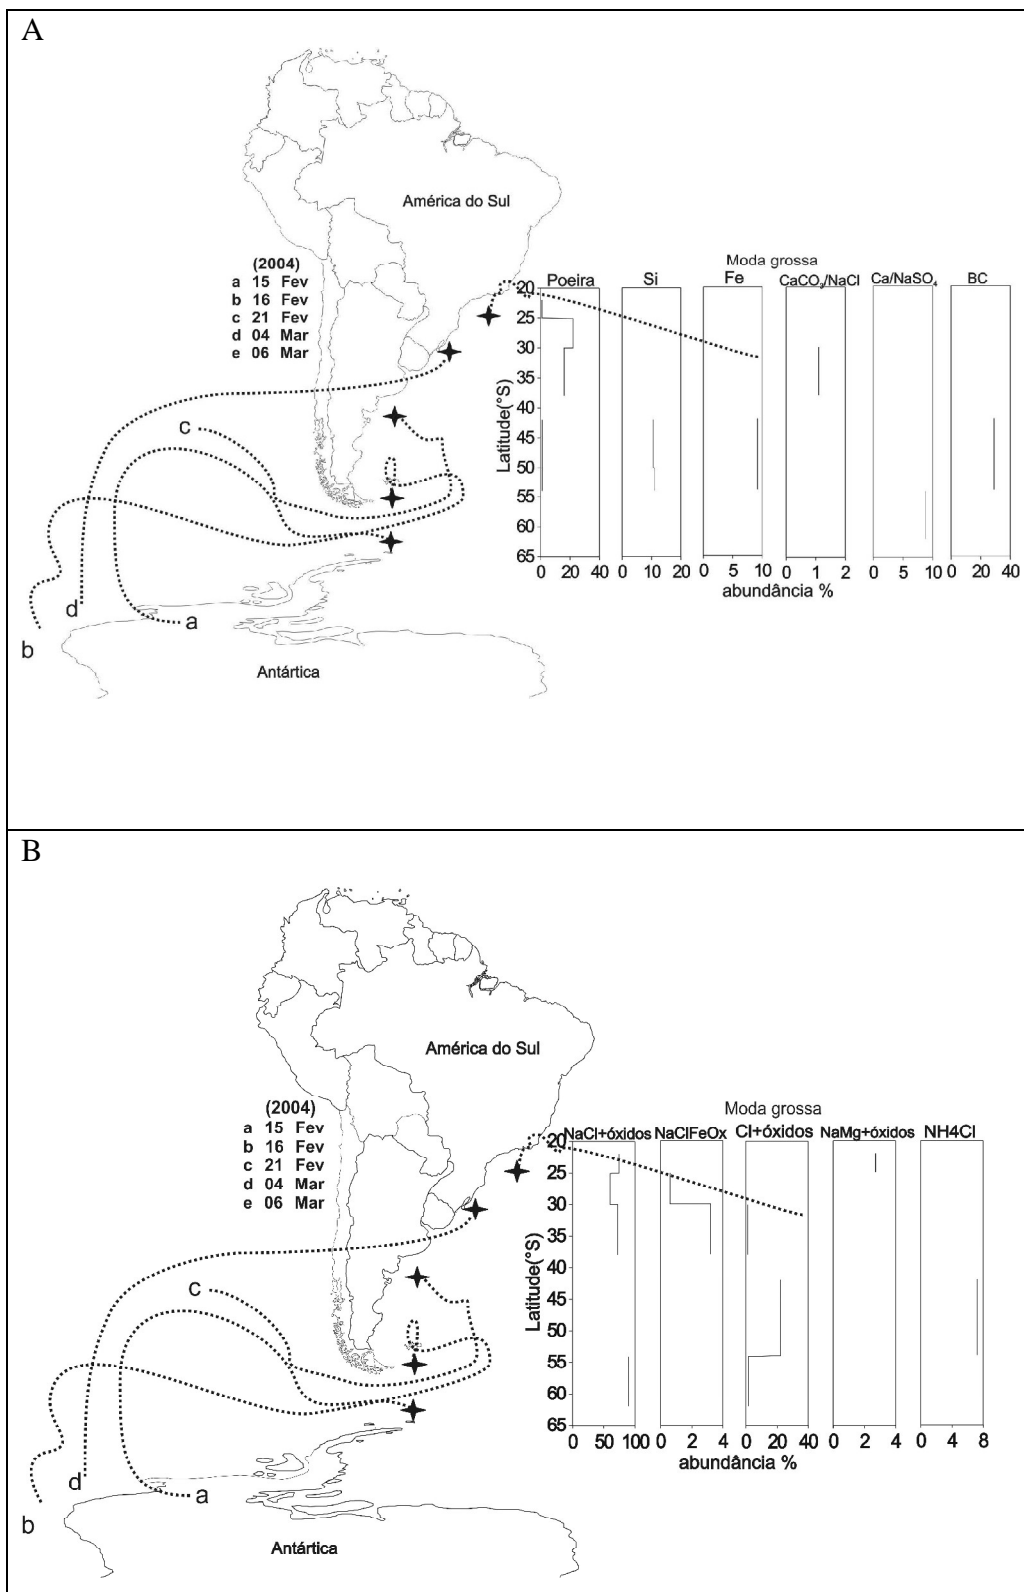 A
América do Sul
(2004)
a 15 Fev
b 16 Fev
c 21 Fev
d 04 Mar
e 06 Mar
Moda grossa
Poeira Si Fe CaCO₃/NaCl Ca/NaSO₄ BC
20
25
30
35
40
45
50
55
60
65
Latitude(°S)
0 20 40 0 10 20 0 5 10 0 1 2 0 5 10 0 20 40
abundância %
c
d
a
b
Antártica
B
América do Sul
(2004)
a 15 Fev
b 16 Fev
c 21 Fev
d 04 Mar
e 06 Mar
Moda grossa
NaCl+óxidos NaClFeOx Cl+óxidos NaMg+óxidos NH4Cl
20
25
30
35
40
45
50
55
60
65
Latitude(°S)
0 50 100 0 2 4 0 20 40 0 2 4 0 4 8
abundância %
c
d
a
b
Antártica